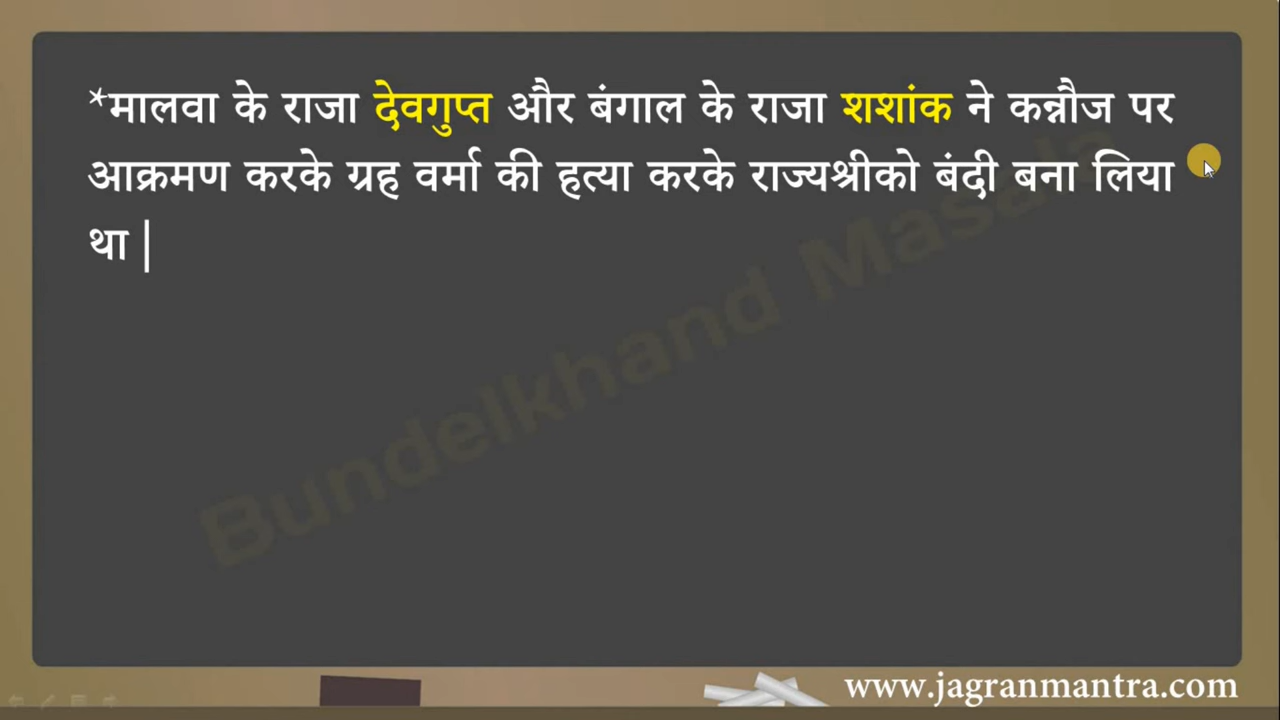 *मालवा के राजा देवगुप्त और बंगाल के राजा शशांक ने कन्नौज पर
आक्रमण करके ग्रह वर्मा की हत्या करके राज्यश्रीको बंदी बना लिया
था |
Bundelkhand Masala
www.jagranmantra.com